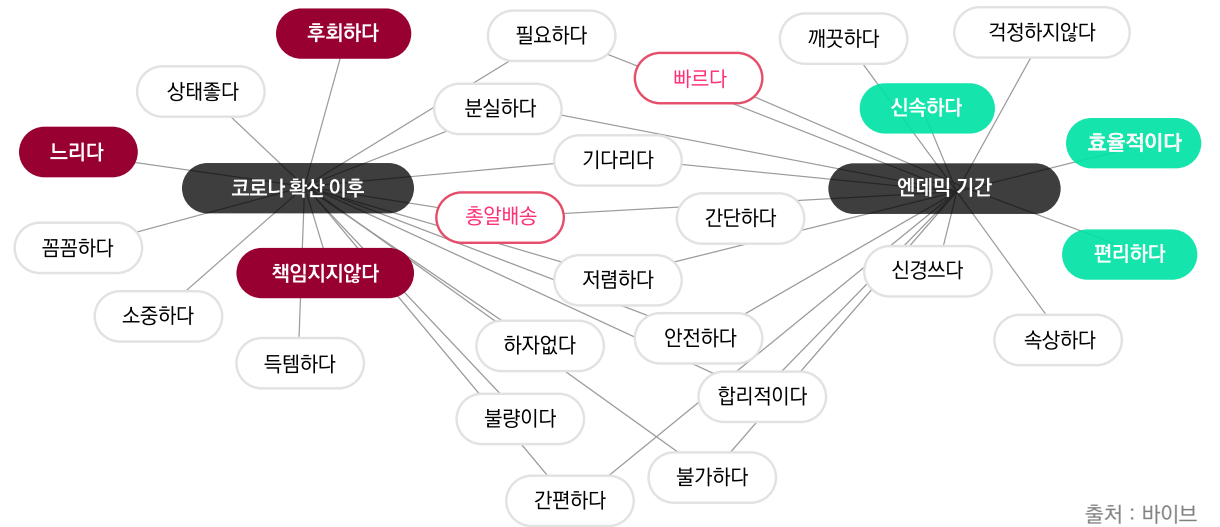 후회하다
필요하다
깨끗하다
걱정하지않다
빠르다
상태좋다
분실하다
신속하다
느리다
기다리다
효율적이다
코로나 확산 이후
엔데믹 기간
총알배송
간단하다
꼼꼼하다
책임지지않다
저렴하다
신경쓰다
편리하다
소중하다
하자없다
안전하다
속상하다
득템하다
합리적이다
불량이다
간편하다
불가하다
출처 : 바이브